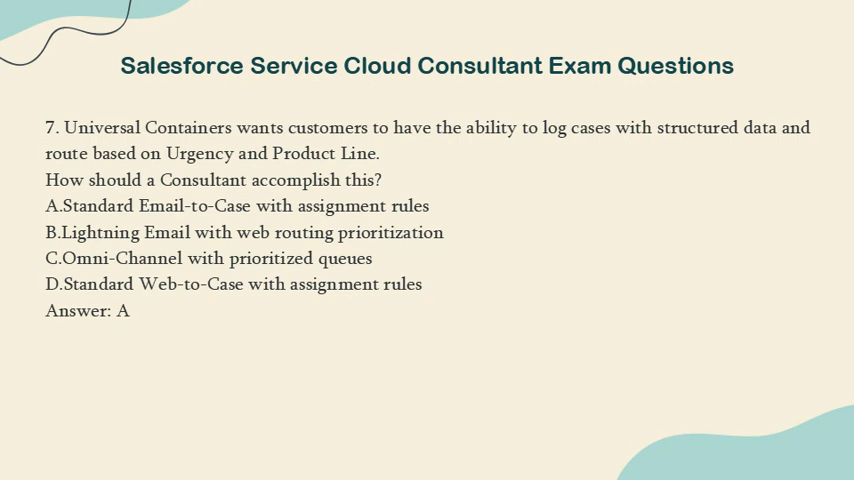 Salesforce Service Cloud Consultant Exam Questions
7. Universal Containers wants customers to have the ability to log cases with structured data and
route based on Urgency and Product Line.
How should a Consultant accomplish this?
A.Standard Email-to-Case with assignment rules
B.Lightning Email with web routing prioritization
C.Omni-Channel with prioritized queues
D.Standard Web-to-Case with assignment rules
Answer: A